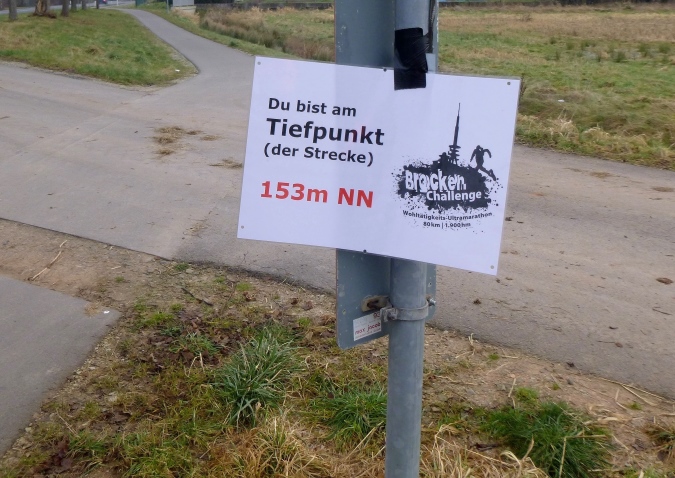 Du bist am
Tiefpunkt
(der Strecke)
153m NN
Brocken
Challenge
Wohltätigkeits-Ultramarathon
80km | 1.900hm